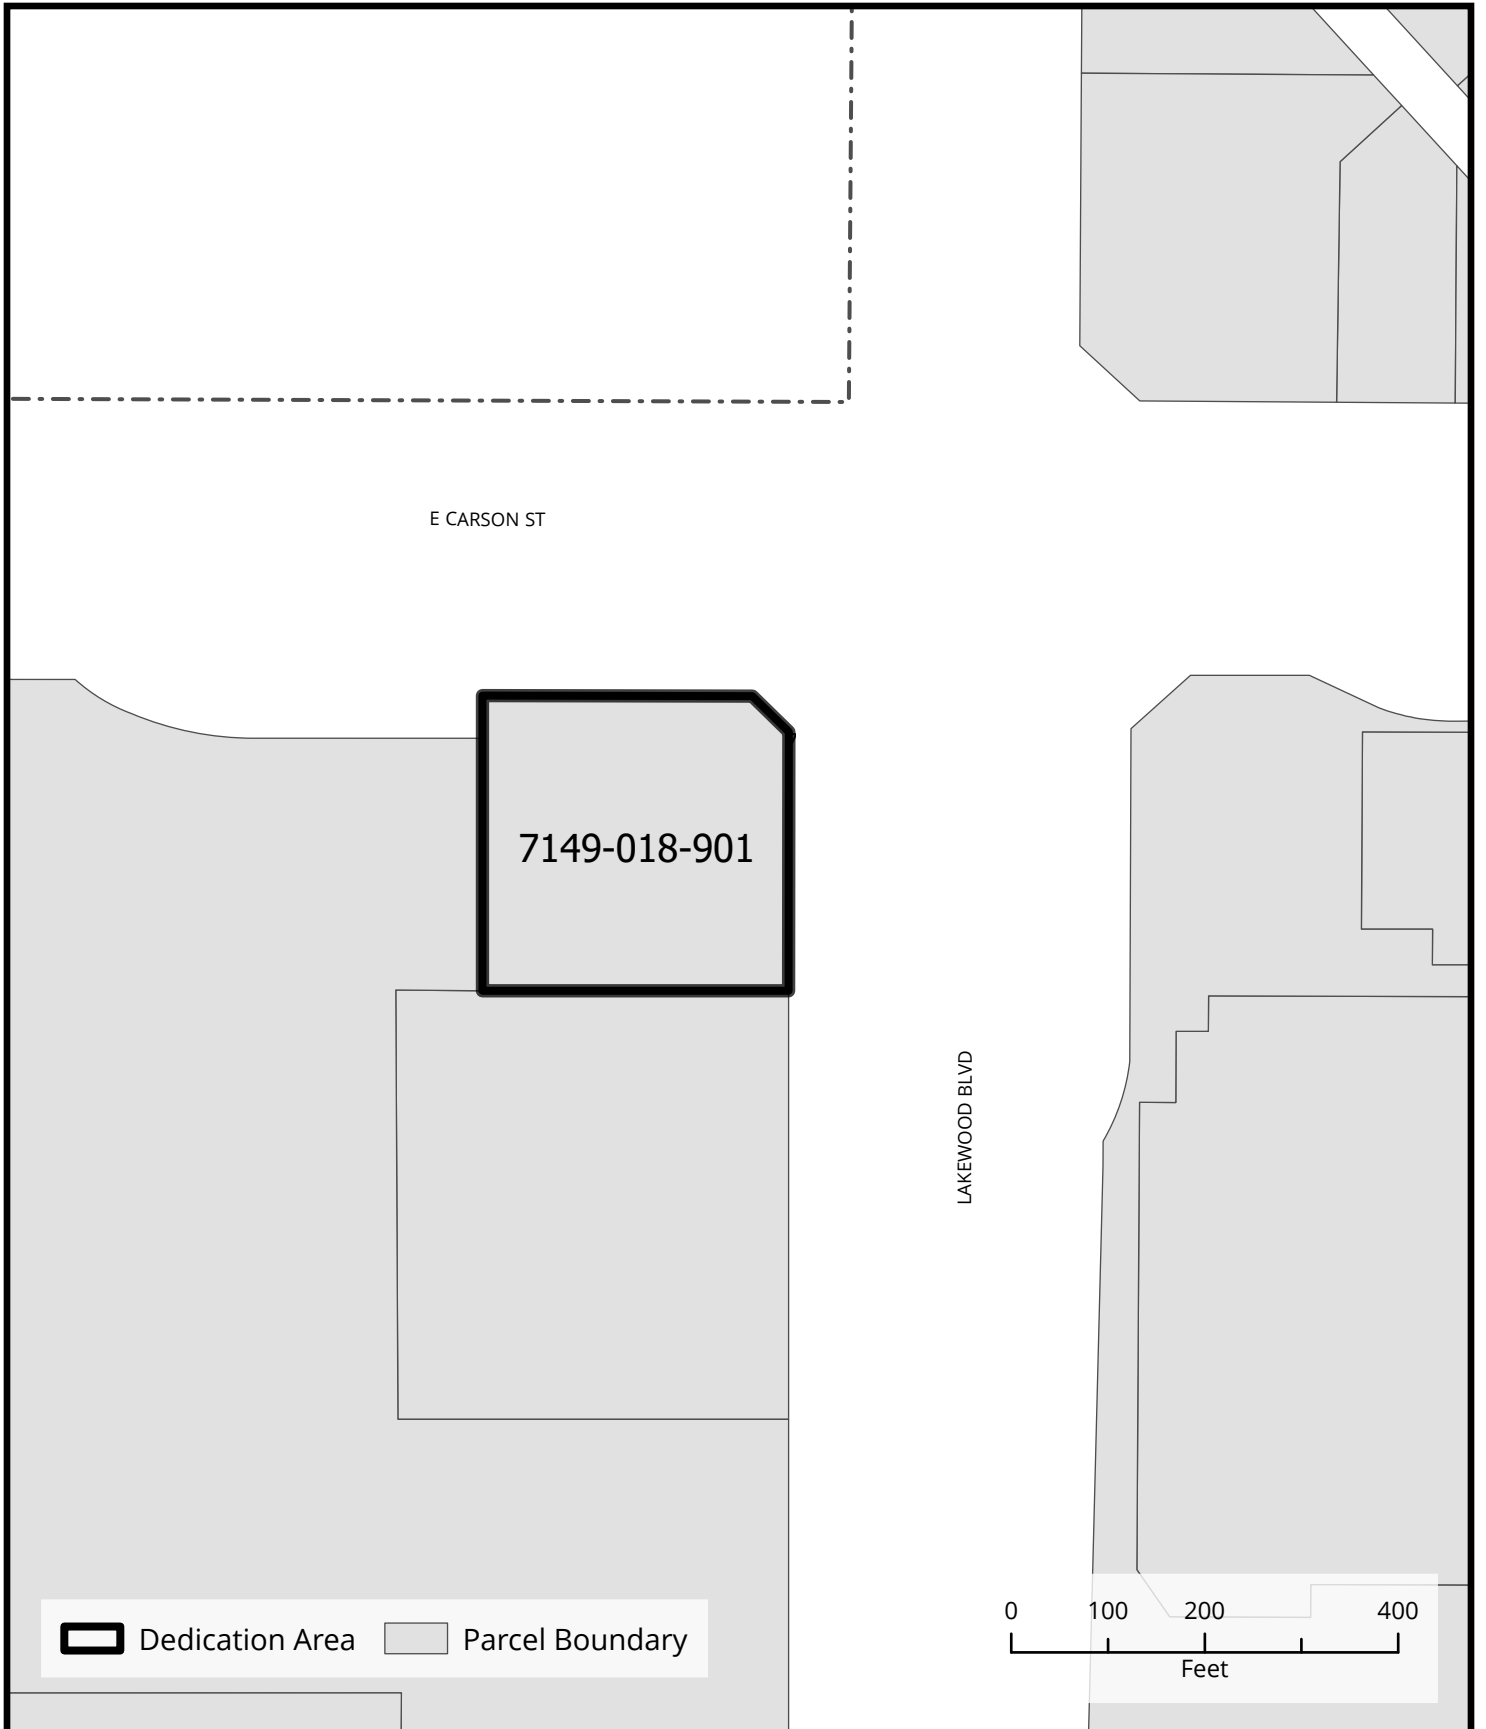 E CARSON ST
7149-018-901
LAKEWOOD BLVD
Dedication Area
Parcel Boundary
0 100 200 400
Feet